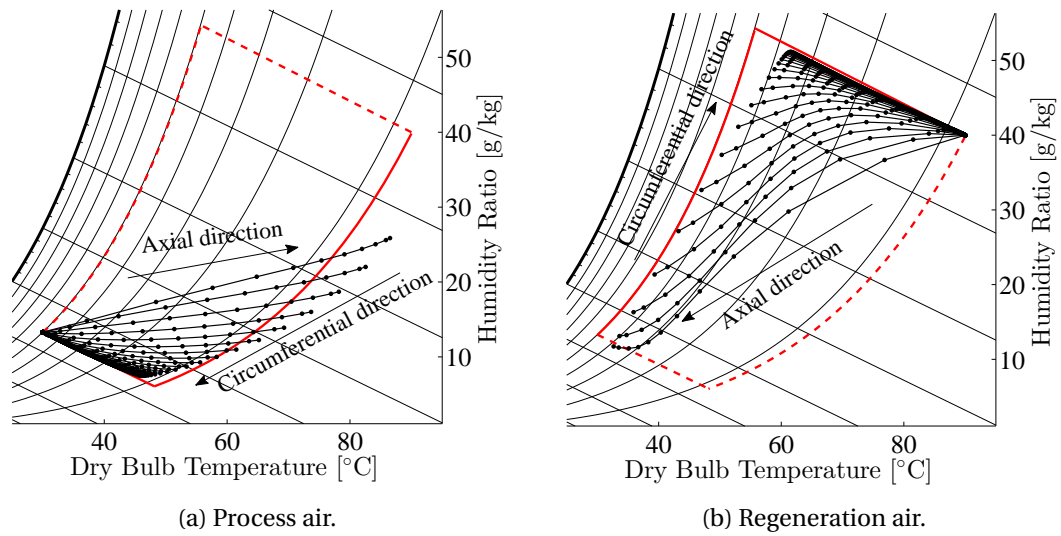 50
40
30
20
10
Humidity Ratio [g/kg]
Axial direction
Circumferential direction
40 60 80
Dry Bulb Temperature [°C]
(a) Process air.
50
40
30
20
10
Humidity Ratio [g/kg]
Circumferential direction
Axial direction
40 60 80
Dry Bulb Temperature [°C]
(b) Regeneration air.